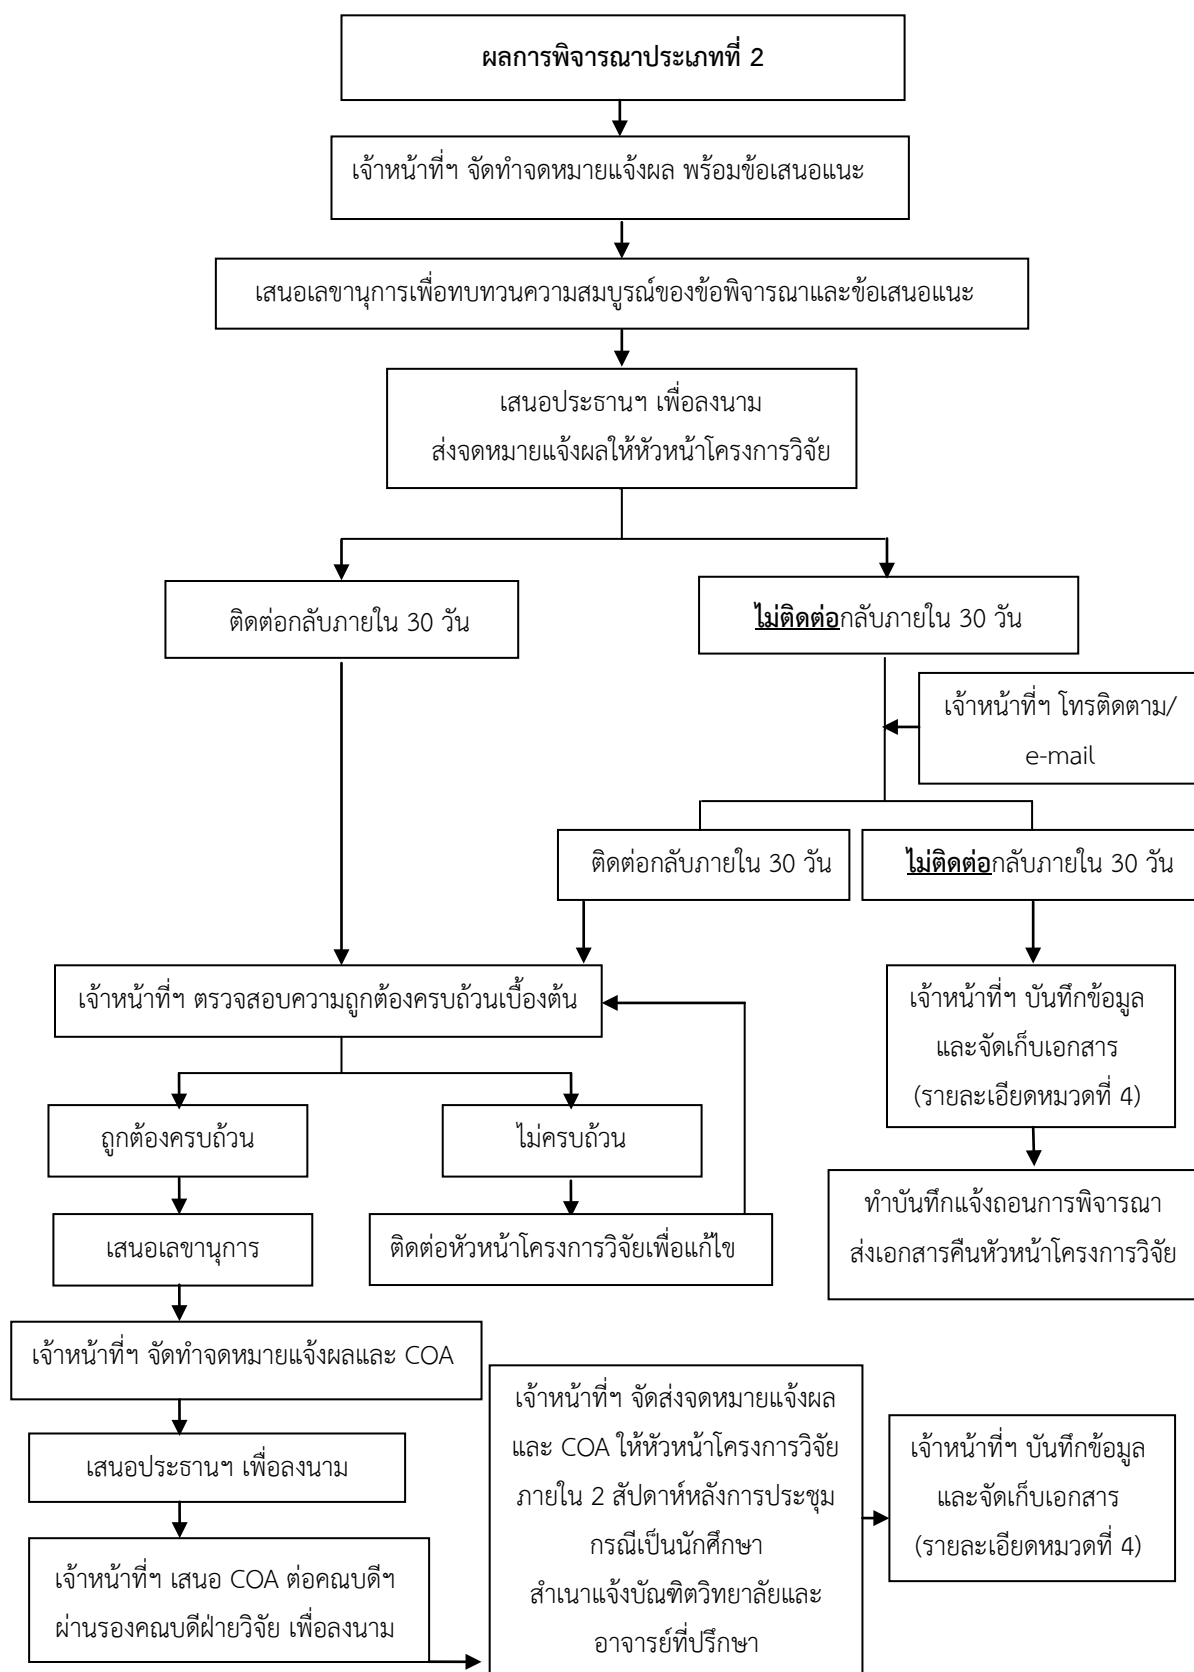 ผลการพิจารณาประเภทที่ 2
เจ้าหน้าที่ฯ จัดทำจดหมายแจ้งผล พร้อมข้อเสนอแนะ
เสนอเลขานุการเพื่อทบทวนความสมบูรณ์ของข้อพิจารณาและข้อเสนอแนะ
เสนอประธานฯ เพื่อลงนาม
ส่งจดหมายแจ้งผลให้หัวหน้าโครงการวิจัย
ติดต่อกลับภายใน 30 วัน
ไม่ติดต่อกลับภายใน 30 วัน
เจ้าหน้าที่ฯ โทรติดตาม/
e-mail
ติดต่อกลับภายใน 30 วัน
ไม่ติดต่อกลับภายใน 30 วัน
เจ้าหน้าที่ฯ ตรวจสอบความถูกต้องครบถ้วนเบื้องต้น
เจ้าหน้าที่ฯ บันทึกข้อมูล
และจัดเก็บเอกสาร
(รายละเอียดหมวดที่ 4)
ถูกต้องครบถ้วน
ไม่ครบถ้วน
ทำบันทึกแจ้งถอนการพิจารณา
ส่งเอกสารคืนหัวหน้าโครงการวิจัย
เสนอเลขานุการ
ติดต่อหัวหน้าโครงการวิจัยเพื่อแก้ไข
เจ้าหน้าที่ฯ จัดทำจดหมายแจ้งผลและ COA
เสนอประธานฯ เพื่อลงนาม
เจ้าหน้าที่ฯ เสนอ COA ต่อคณบดีฯ
ผ่านรองคณบดีฝ่ายวิจัย เพื่อลงนาม
เจ้าหน้าที่ฯ จัดส่งจดหมายแจ้งผล
และ COA ให้หัวหน้าโครงการวิจัย
ภายใน 2 สัปดาห์หลังการประชุม
กรณีเป็นนักศึกษา
สำเนาแจ้งบัณฑิตวิทยาลัยและ
อาจารย์ที่ปรึกษา
เจ้าหน้าที่ฯ บันทึกข้อมูล
และจัดเก็บเอกสาร
(รายละเอียดหมวดที่ 4)